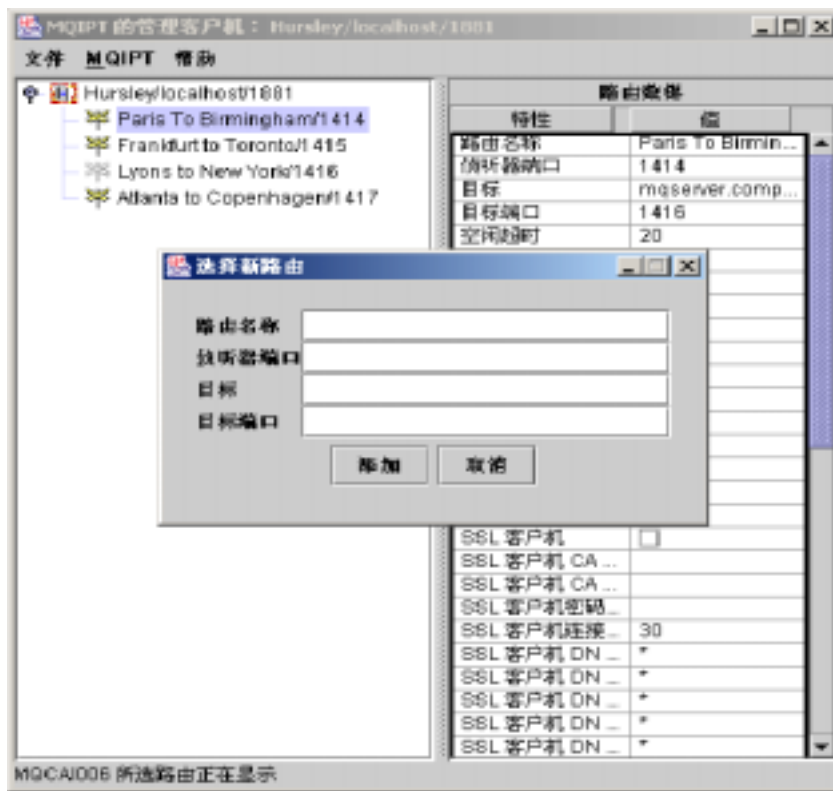 MQIPT 的管理客户机： Hursley/localhost/1881
文件 MQIPT 帮助
Hursley/localhost/1881
Paris To Birmingham/1414
Frankfurt to Toronto/1415
Lyons to New York/1416
Atlanta to Copenhagen/1417
路由数据
特性 值
路由名称 Paris To Birmin...
侦听器端口 1414
目标 mqserver.comp...
目标端口 1416
空闲超时 20
选择新路由
路由名称
侦听器端口
目标
目标端口
添加 取消
SSL 客户机
SSL 客户机 CA ...
SSL 客户机 CA ...
SSL 客户机密码...
SSL 客户机连接... 30
SSL 客户机 DN ... *
SSL 客户机 DN ... *
SSL 客户机 DN ... *
SSL 客户机 DN ... *
SSL 客户机 DN ... *
MQCAI006 所选路由正在显示